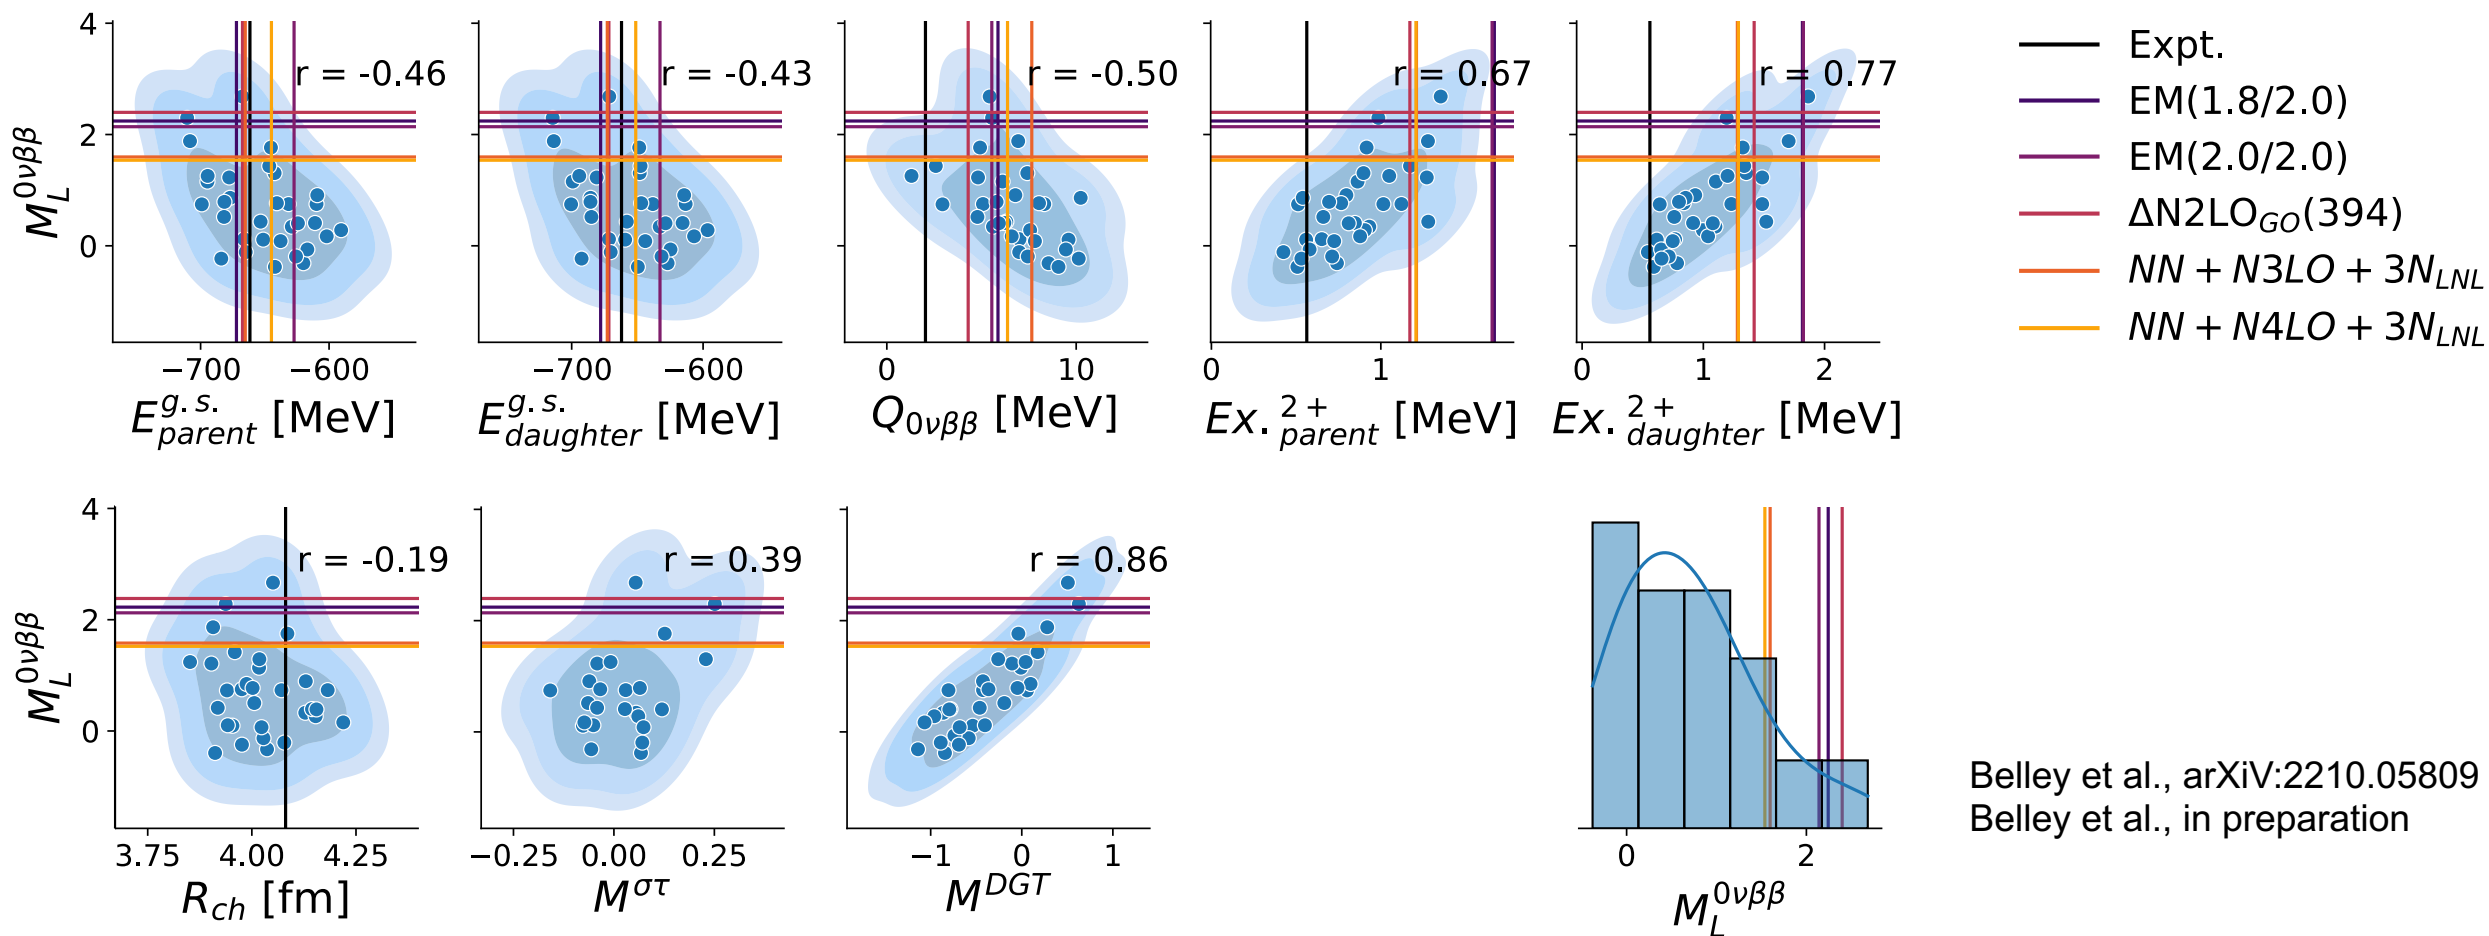 4
2
0
M_L^{0νββ}
r = -0.46
−700 −600
E_{parent}^{g.s.} [MeV]
r = -0.43
−700 −600
E_{daughter}^{g.s.} [MeV]
r = -0.50
0 10
Q_{0νββ} [MeV]
r = 0.67
0 1
Ex._{parent}^{2+} [MeV]
r = 0.77
0 1 2
Ex._{daughter}^{2+} [MeV]
Expt.
EM(1.8/2.0)
EM(2.0/2.0)
ΔN2LO_{GO}(394)
NN + N3LO + 3N_{LNL}
NN + N4LO + 3N_{LNL}
4
2
0
M_L^{0νββ}
r = -0.19
3.75 4.00 4.25
R_{ch} [fm]
r = 0.39
−0.25 0.00 0.25
M^{στ}
r = 0.86
−1 0 1
M^{DGT}
0 2
M_L^{0νββ}
Belley et al., arXiV:2210.05809
Belley et al., in preparation